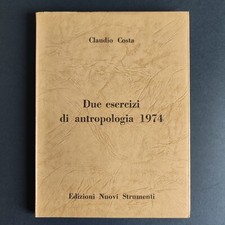 Claudio Costa
Due esercizi
di antropologia 1974
Edizioni Nuovi Strumenti